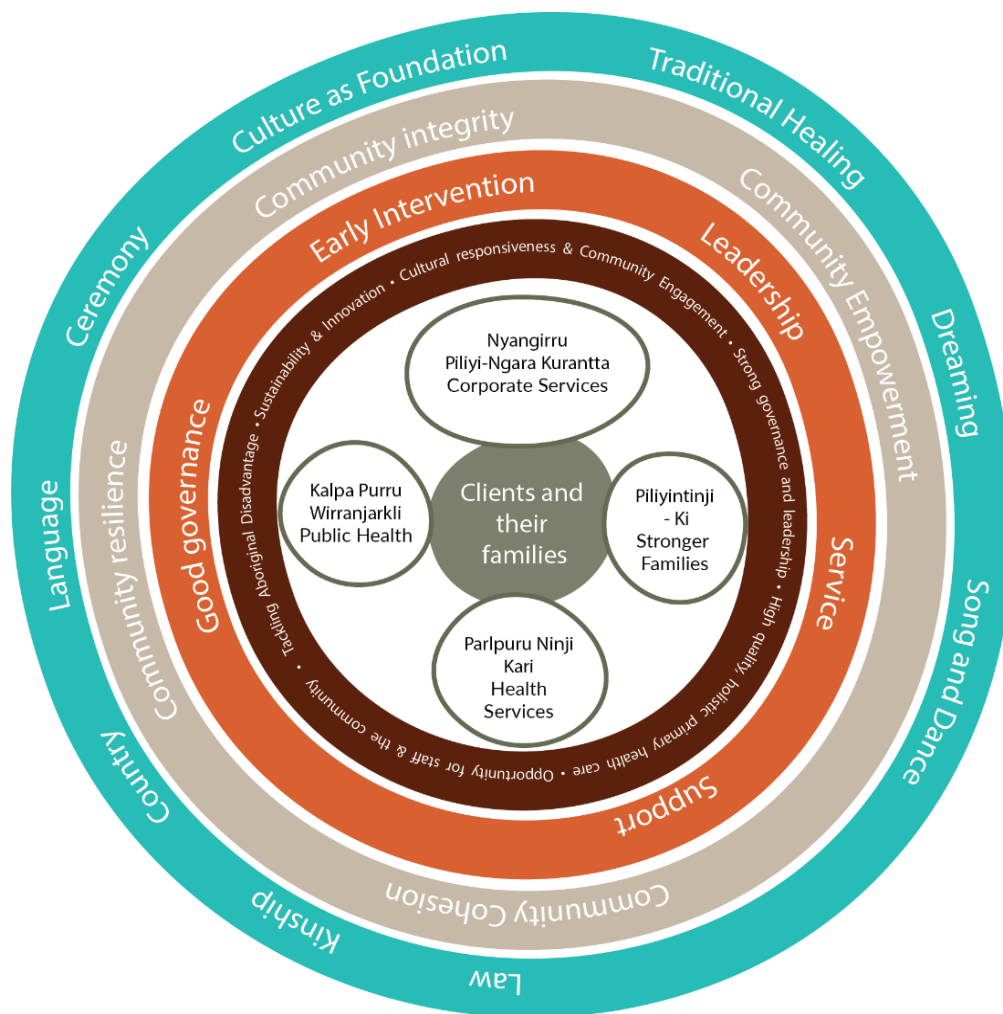 Culture as Foundation
Traditional Healing
Dreaming
Song and Dance
Law
Kinship
Country
Language
Ceremony
Community integrity
Community Empowerment
Community Cohesion
Community resilience
Early Intervention
Leadership
Service
Support
Good governance
• Cultural responsiveness & Community Engagement • Strong governance and leadership • High quality, holistic primary health care • Opportunity for staff & the community • Tackling Aboriginal Disadvantage • Sustainability & Innovation
Nyangirru
Piliyi-Ngara Kurantta
Corporate Services
Kalpa Purru
Wirranjarkli
Public Health
Clients and
their
families
Piliyintinji
- Ki
Stronger
Families
Parlpuru Ninji
Kari
Health
Services